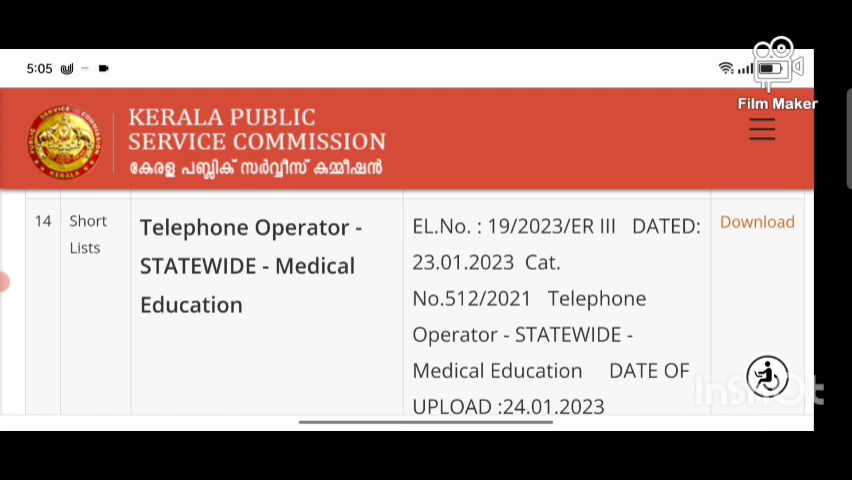 5:05
Film Maker
KERALA PUBLIC
SERVICE COMMISSION
കേരള പബ്ലിക് സർവ്വീസ് കമ്മീഷൻ
14
Short
Lists
Telephone Operator -
STATEWIDE - Medical
Education
EL.No. : 19/2023/ER III DATED:
23.01.2023 Cat.
No.512/2021 Telephone
Operator - STATEWIDE -
Medical Education DATE OF
UPLOAD :24.01.2023
Download
InShot